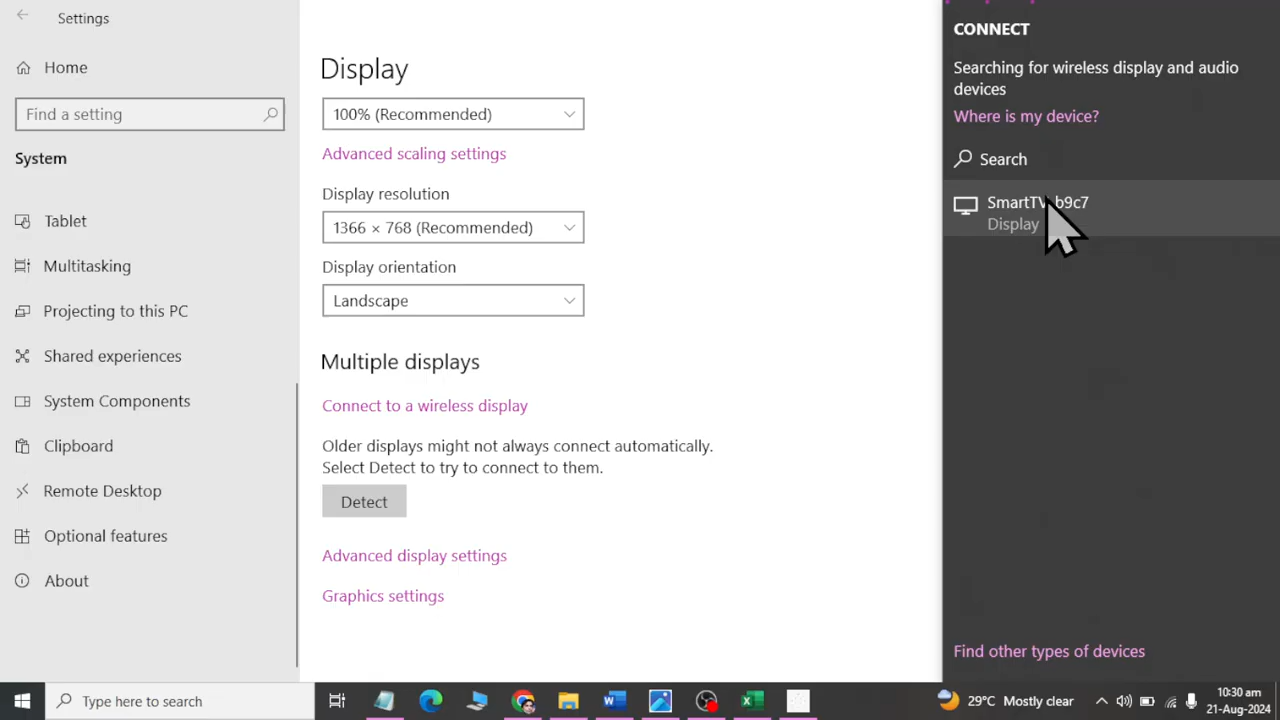 Settings
Home
Find a setting
System
Tablet
Multitasking
Projecting to this PC
Shared experiences
System Components
Clipboard
Remote Desktop
Optional features
About
Display
100% (Recommended)
Advanced scaling settings
Display resolution
1366 × 768 (Recommended)
Display orientation
Landscape
Multiple displays
Connect to a wireless display
Older displays might not always connect automatically.
Select Detect to try to connect to them.
Detect
Advanced display settings
Graphics settings
CONNECT
Searching for wireless display and audio
devices
Where is my device?
Search
SmartTV b9c7
Display
Find other types of devices
Type here to search
29°C Mostly clear
10:30 am
21-Aug-2024